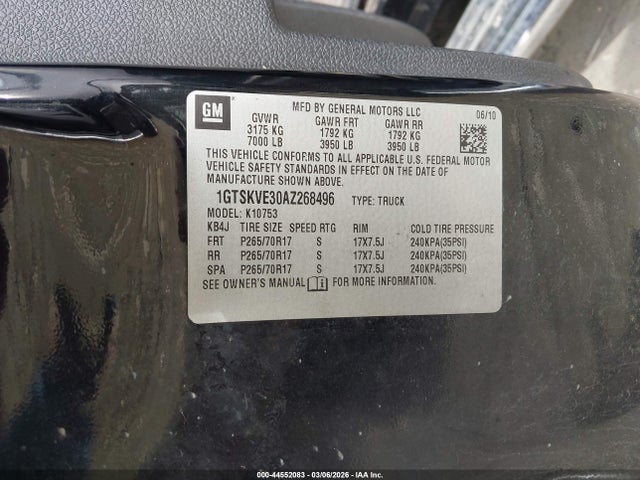 GM
MFD BY GENERAL MOTORS LLC
06/10
GVWR GAWR FRT GAWR RR
3175 KG 1792 KG 1792 KG
7000 LB 3950 LB 3950 LB
THIS VEHICLE CONFORMS TO ALL APPLICABLE U.S. FEDERAL MOTOR
VEHICLE SAFETY STANDARDS IN EFFECT ON THE DATE OF
MANUFACTURE SHOWN ABOVE.
1GTSKVE30AZ268496 TYPE: TRUCK
MODEL: K10753
KB4J TIRE SIZE SPEED RTG RIM COLD TIRE PRESSURE
FRT P265/70R17 S 17X7.5J 240KPA(35PSI)
RR P265/70R17 S 17X7.5J 240KPA(35PSI)
SPA P265/70R17 S 17X7.5J 240KPA(35PSI)
SEE OWNER'S MANUAL FOR MORE INFORMATION.
000-44552083 - 03/06/2026 - IAA Inc.